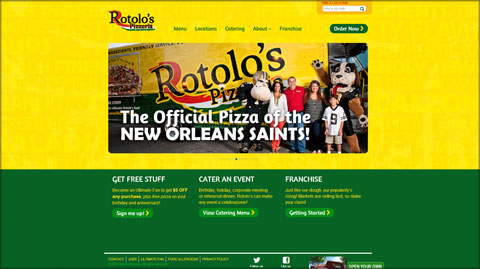 FIND A LOCATION
Rotolo's
Pizzeria
Menu
Locations
Catering
About
Franchise
Order Now
Rotolo's
The Official Pizza of the
NEW ORLEANS SAINTS!
9
GET FREE STUFF
Become an Ultimate Fan to get $5 OFF
any purchase, plus free pizza on your
birthday and anniversary!
Sign me up!
CATER AN EVENT
Birthday, holiday, corporate meeting
or rehearsal dinner, Rotolo's can make
any event a celebration!
View Catering Menu
FRANCHISE
Just like our dough, our popularity's
rising! Markets are selling fast, so stake
your claim!
Getting Started
CONTACT
JOBS
ULTIMATE FAN
FOOD ALLERGENS
PRIVACY POLICY
Follow us
Like us
OPEN YOUR OWN